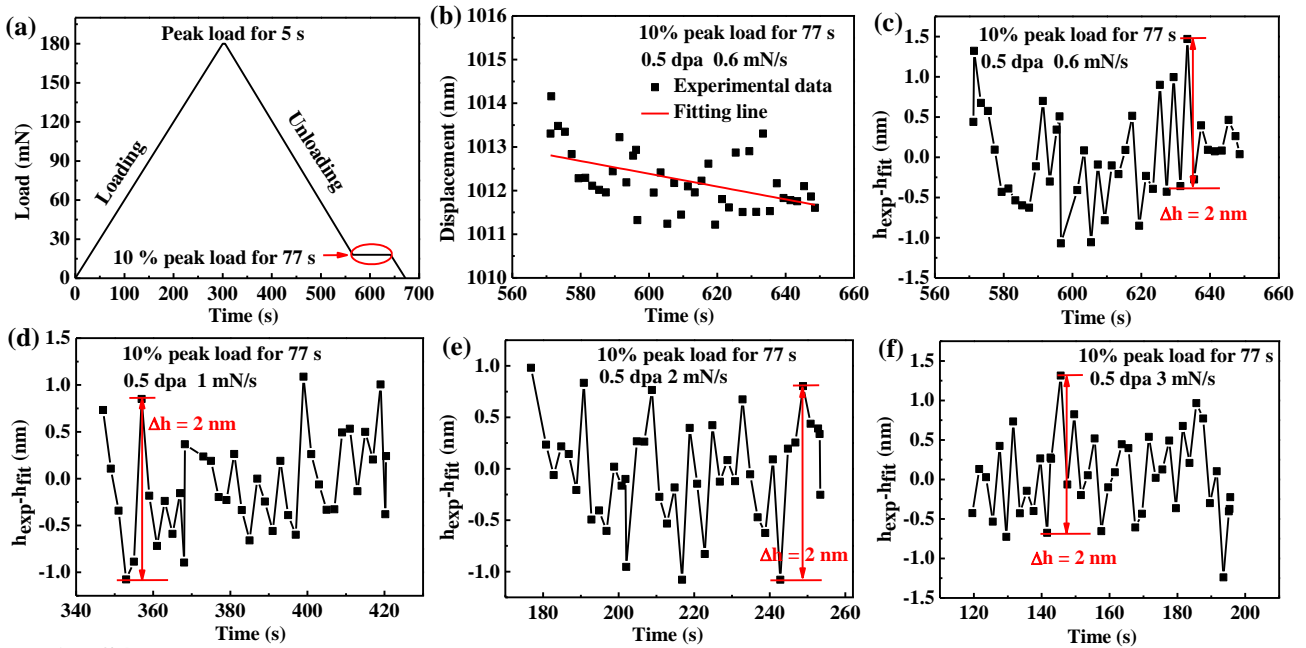 (a)
Peak load for 5 s
Load (mN)
180
150
120
90
60
30
0
Loading
Unloading
10 % peak load for 77 s
0 100 200 300 400 500 600 700
Time (s)
(b)
10% peak load for 77 s
0.5 dpa 0.6 mN/s
Experimental data
Fitting line
Displacement (nm)
1016
1015
1014
1013
1012
1011
1010
560 580 600 620 640 660
Time (s)
(c)
10% peak load for 77 s
0.5 dpa 0.6 mN/s
hexp-hfit (nm)
1.5
1.0
0.5
0.0
-0.5
-1.0
-1.5
Δh = 2 nm
560 580 600 620 640 660
Time (s)
(d)
10% peak load for 77 s
0.5 dpa 1 mN/s
Δh = 2 nm
hexp-hfit (nm)
1.5
1.0
0.5
0.0
-0.5
-1.0
340 360 380 400 420
Time (s)
(e)
10% peak load for 77 s
0.5 dpa 2 mN/s
hexp-hfit (nm)
1.0
0.5
0.0
-0.5
-1.0
Δh = 2 nm
180 200 220 240 260
Time (s)
(f)
10% peak load for 77 s
0.5 dpa 3 mN/s
hexp-hfit (nm)
1.5
1.0
0.5
0.0
-0.5
-1.0
-1.5
Δh = 2 nm
120 140 160 180 200
Time (s)